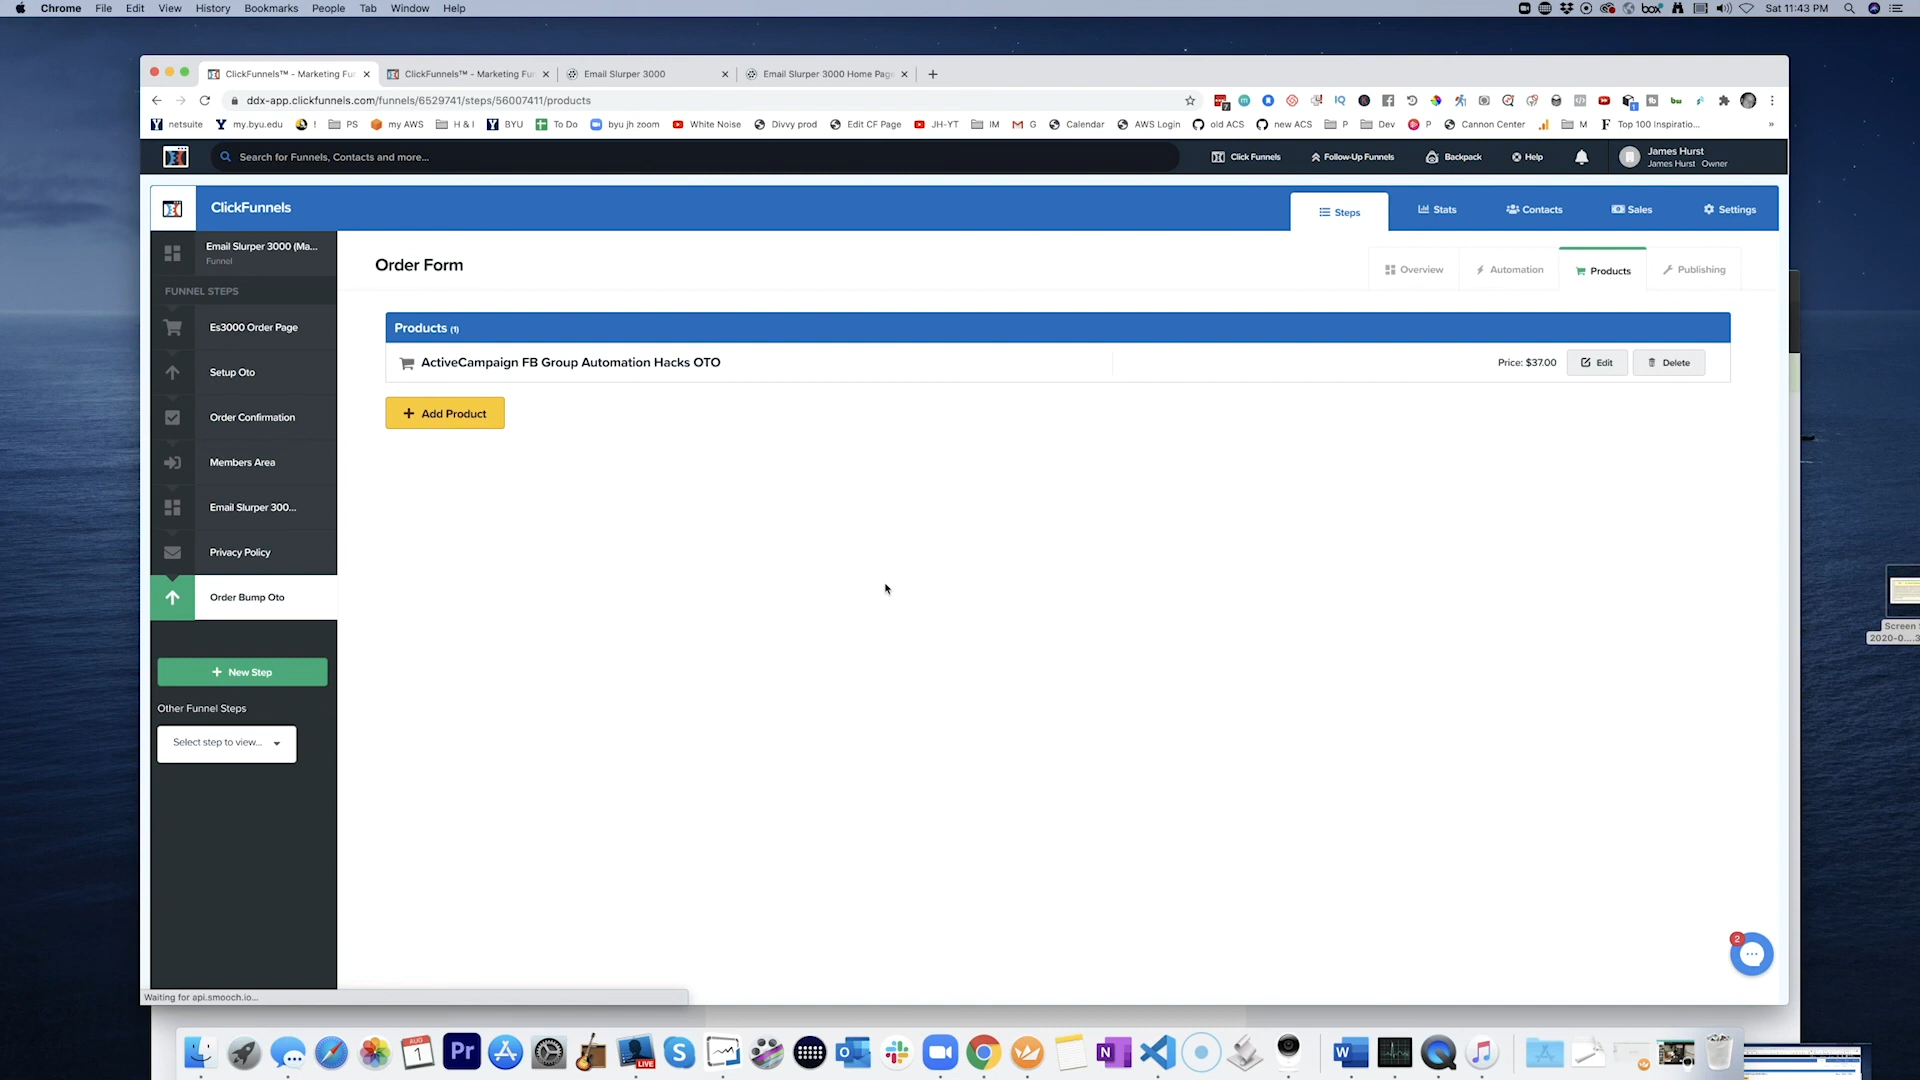 Chrome File Edit View History Bookmarks People Tab Window Help
box Sat 11:43 PM
ClickFunnels™ - Marketing Fun
ClickFunnels™ - Marketing Fun
Email Slurper 3000
Email Slurper 3000 Home Page
ddx-app.clickfunnels.com/funnels/6529741/steps/56007411/products
netsuite my.byu.edu ! PS my AWS H & I BYU To Do byu jh zoom White Noise Divvy prod Edit CF Page JH-YT IM G Calendar AWS Login old ACS new ACS P Dev P Cannon Center M Top 100 Inspiratio... »
Search for Funnels, Contacts and more...
Click Funnels Follow-Up Funnels Backpack Help
James Hurst
James Hurst Owner
ClickFunnels
Steps Stats Contacts Sales Settings
Email Slurper 3000 (Ma...
Funnel
FUNNEL STEPS
Es3000 Order Page
Setup Oto
Order Confirmation
Members Area
Email Slurper 300...
Privacy Policy
Order Bump Oto
+ New Step
Other Funnel Steps
Select step to view...
Order Form
Overview Automation Products Publishing
Products (1)
ActiveCampaign FB Group Automation Hacks OTO
Price: $37.00 Edit Delete
+ Add Product
2
Screen
2020-0....3
Waiting for api.smooch.io...
AUG
1
Pr
LIVE
N
W